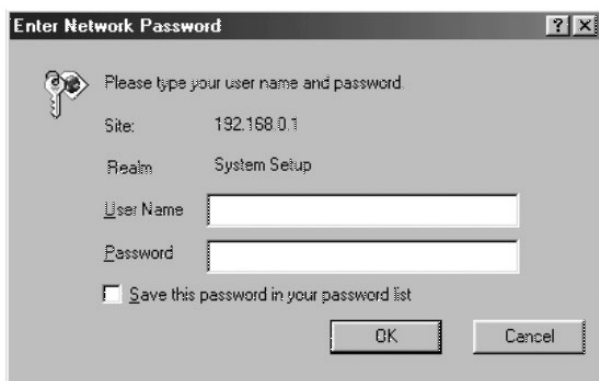 Enter Network Password
Please type your user name and password.
Site: 192.168.0.1
Realm System Setup
User Name
Password
Save this password in your password list
OK Cancel